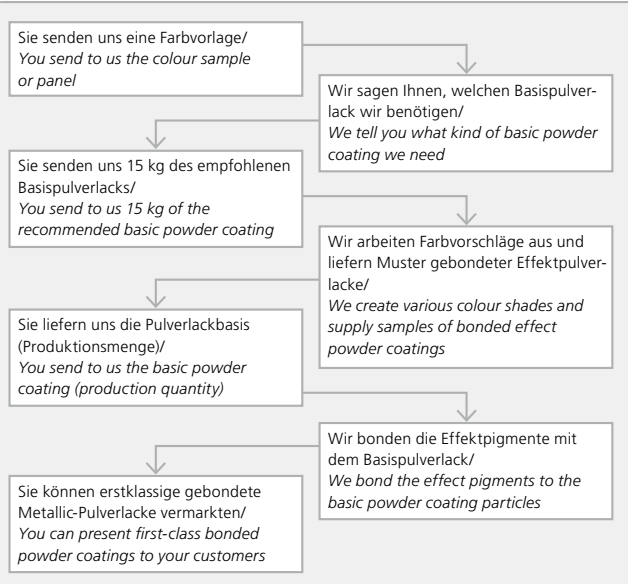 Sie senden uns eine Farbvorlage/
You send to us the colour sample
or panel
Wir sagen Ihnen, welchen Basispulver-
lack wir benötigen/
We tell you what kind of basic powder
coating we need
Sie senden uns 15 kg des empfohlenen
Basispulverlacks/
You send to us 15 kg of the
recommended basic powder coating
Wir arbeiten Farbvorschläge aus und
liefern Muster gebondeter Effektpulver-
lacke/
We create various colour shades and
supply samples of bonded effect
powder coatings
Sie liefern uns die Pulverlackbasis
(Produktionsmenge)/
You send to us the basic powder
coating (production quantity)
Wir bonden die Effektpigmente mit
dem Basispulverlack/
We bond the effect pigments to the
basic powder coating particles
Sie können erstklassige gebondete
Metallic-Pulverlacke vermarkten/
You can present first-class bonded
powder coatings to your customers